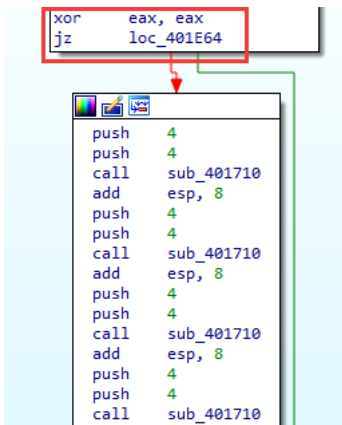 xor eax, eax
jz loc_401E64
push 4
push 4
call sub_401710
add esp, 8
push 4
push 4
call sub_401710
add esp, 8
push 4
push 4
call sub_401710
add esp, 8
push 4
push 4
call sub_401710